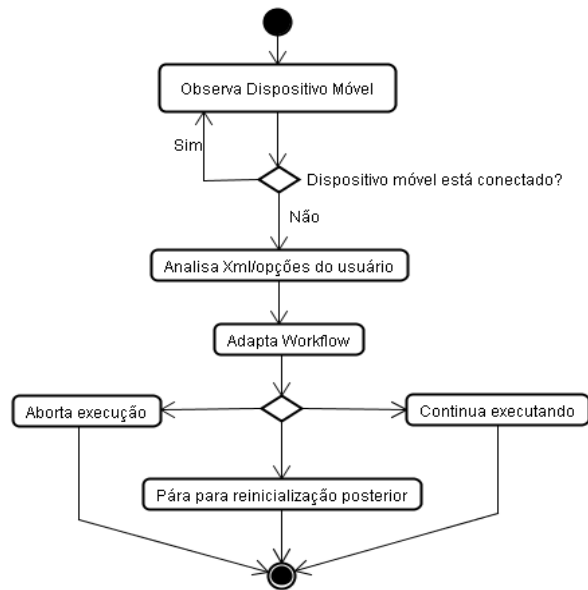 Observa Dispositivo Móvel
Sim
Dispositivo móvel está conectado?
Não
Analisa Xml/opções do usuário
Adapta Workflow
Aborta execução
Continua executando
Pára para reinicialização posterior